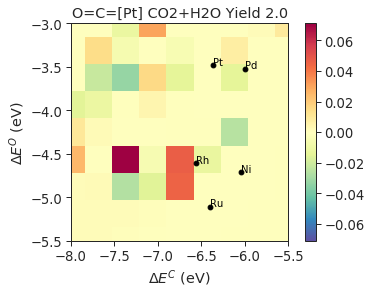 O=C=[Pt] CO2+H2O Yield 2.0
−3.0
−3.5
−4.0
−4.5
−5.0
−5.5
ΔE^O (eV)
Pt
Pd
Rh
Ni
Ru
−8.0 −7.5 −7.0 −6.5 −6.0 −5.5
ΔE^C (eV)
0.06
0.04
0.02
0.00
−0.02
−0.04
−0.06